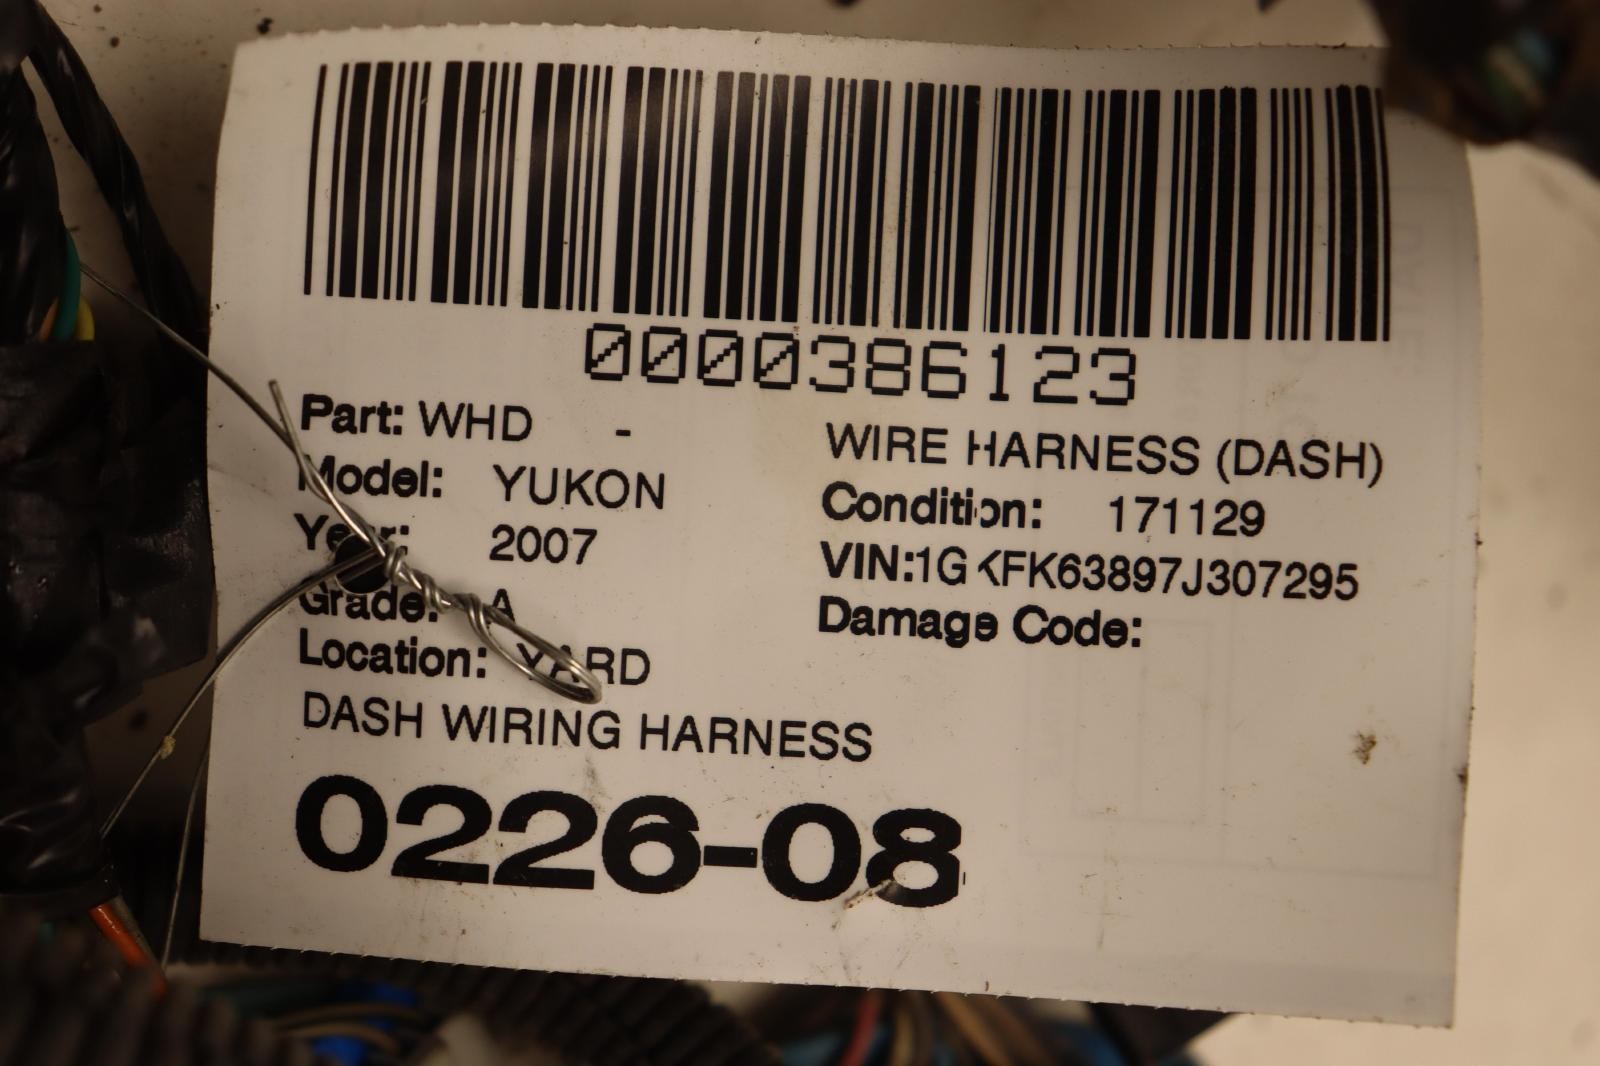 0000386123
Part: WHD - WIRE HARNESS (DASH)
Model: YUKON Condition: 171129
Year: 2007 VIN:1GKFK63897J307295
Grade: A Damage Code:
Location: YARD
DASH WIRING HARNESS
0226-08